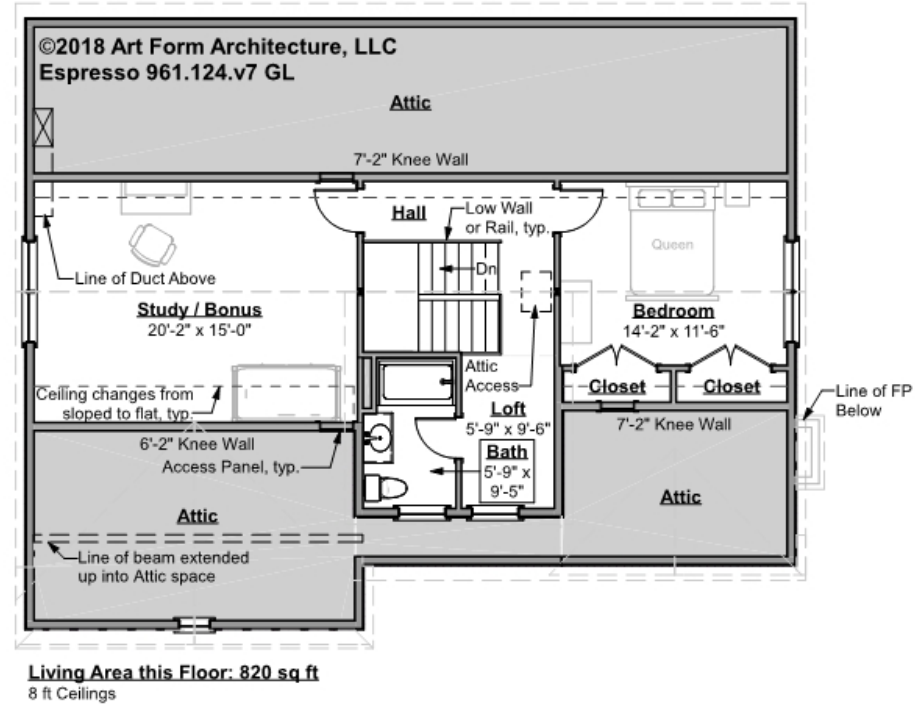 ©2018 Art Form Architecture, LLC
Espresso 961.124.v7 GL
Attic
7'-2" Knee Wall
Hall
Low Wall
or Rail, typ.
Dn
Queen
Line of Duct Above
Study / Bonus
20'-2" x 15'-0"
Bedroom
14'-2" x 11'-6"
Attic
Access
Closet
Closet
Ceiling changes from
sloped to flat, typ.
Line of FP
Below
Loft
5'-9" x 9'-6"
7'-2" Knee Wall
6'-2" Knee Wall
Access Panel, typ.
Bath
5'-9" x
9'-5"
Attic
Attic
Line of beam extended
up into Attic space
Living Area this Floor: 820 sq ft
8 ft Ceilings